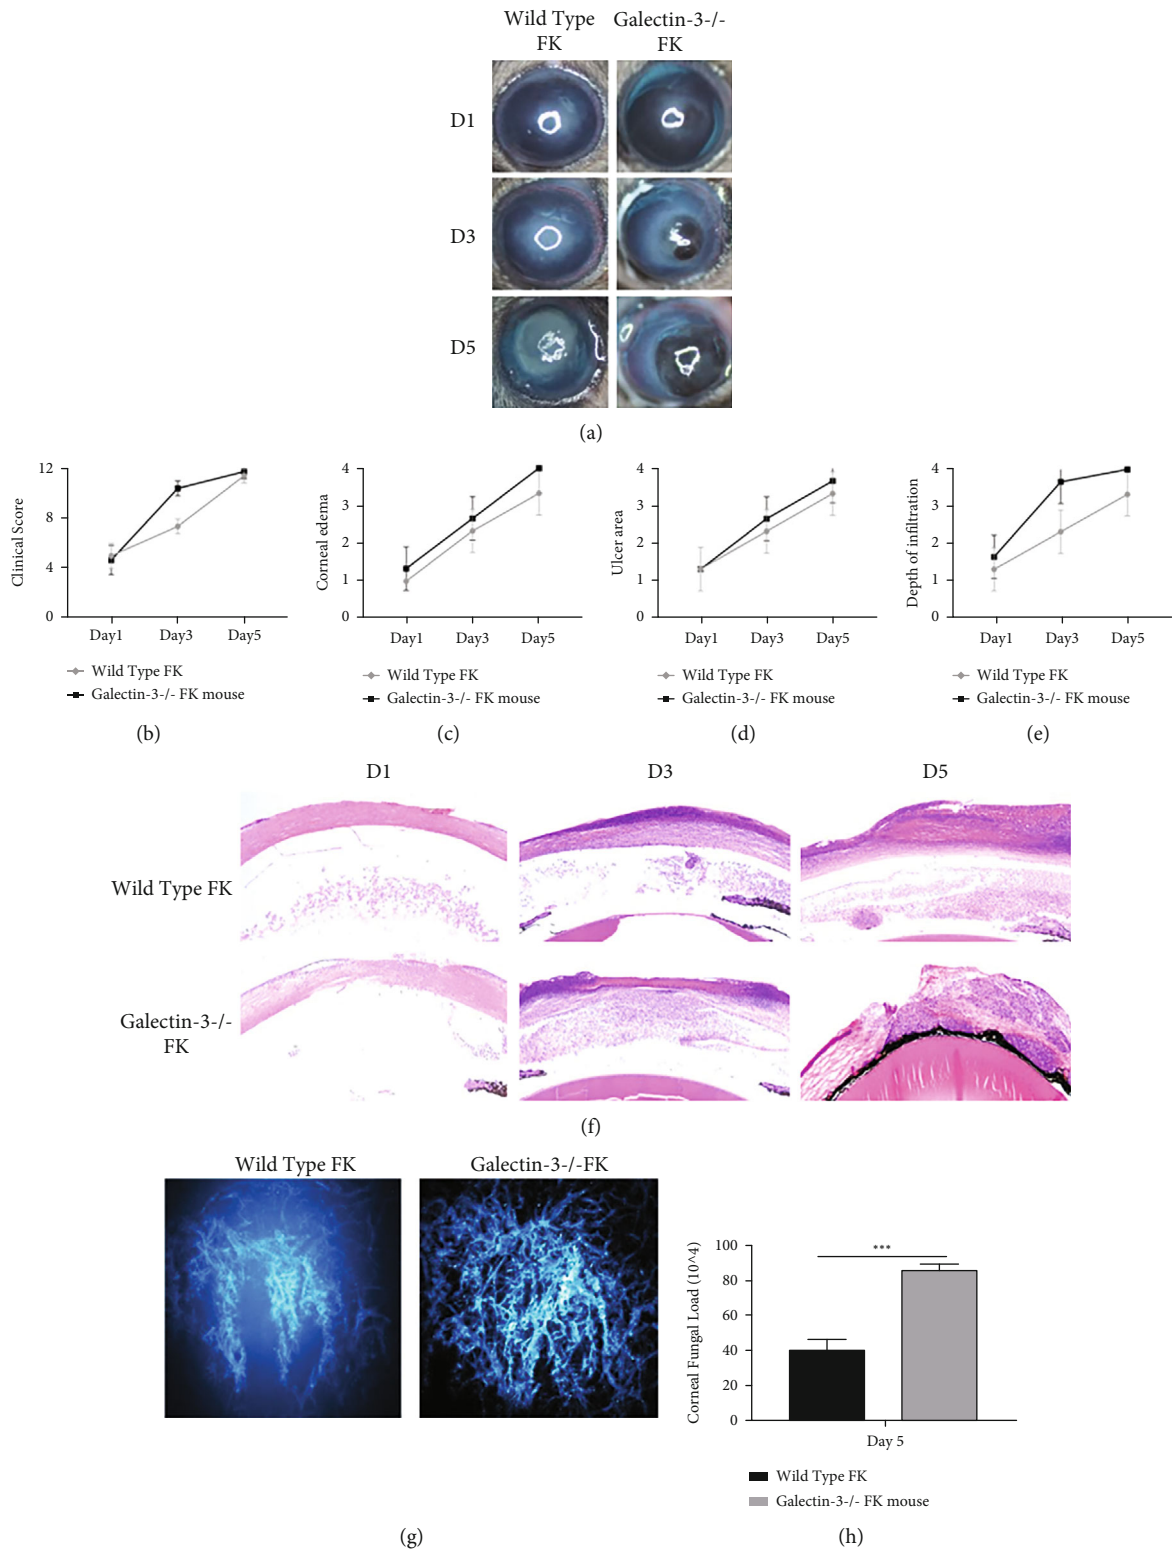 Wild Type
FK
Galectin-3-/-
FK
D1
D3
D5
(a)
Clinical Score
12
8
4
0
Day1
Day3
Day5
Wild Type FK
Galectin-3-/- FK mouse
(b)
Corneal edema
4
3
2
1
0
Day1
Day3
Day5
Wild Type FK
Galectin-3-/- FK mouse
(c)
Ulcer area
4
3
2
1
0
Day1
Day3
Day5
Wild Type FK
Galectin-3-/- FK mouse
(d)
Depth of infiltration
4
3
2
1
0
Day1
Day3
Day5
Wild Type FK
Galectin-3-/- FK mouse
(e)
D1
D3
D5
Wild Type FK
Galectin-3-/-
FK
(f)
Wild Type FK
Galectin-3-/-FK
(g)
Corneal Fungal Load (10^4)
100
80
60
40
20
0
***
Day 5
Wild Type FK
Galectin-3-/- FK mouse
(h)